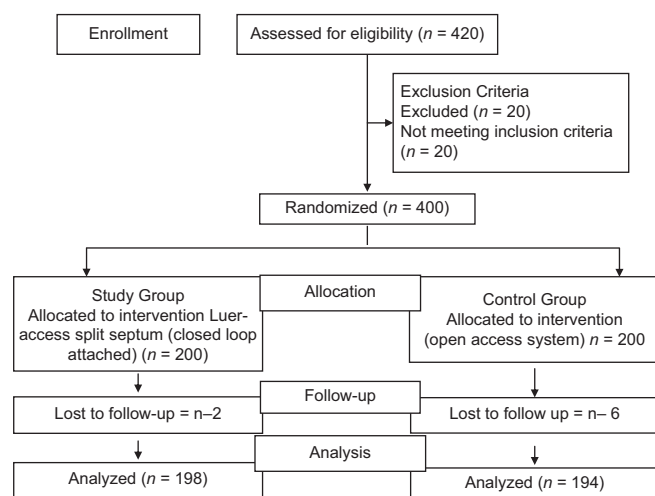 Enrollment
Assessed for eligibility (n = 420)
Exclusion Criteria
Excluded (n = 20)
Not meeting inclusion criteria
(n = 20)
Randomized (n = 400)
Study Group
Allocated to intervention Luer-
access split septum (closed loop
attached) (n = 200)
Allocation
Control Group
Allocated to intervention
(open access system) n = 200
Lost to follow-up = n–2
Follow-up
Lost to follow up = n– 6
Analysis
Analyzed (n = 198)
Analyzed (n = 194)